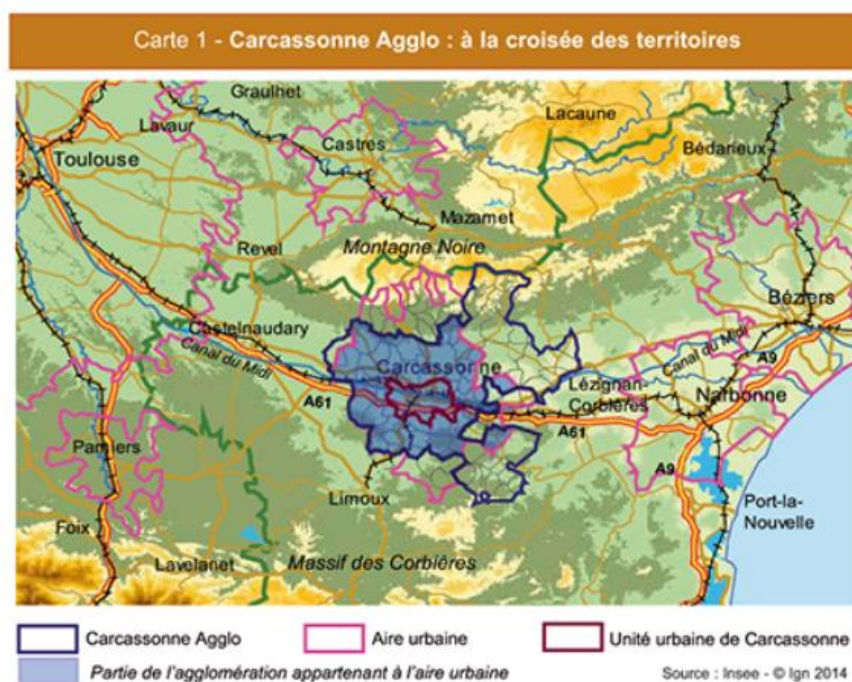 Carte 1 - Carcassonne Agglo : à la croisée des territoires
Graulhet
Lacaune
Lavaur
Castres
Bédarieux
Toulouse
Mazamet
Revel
Montagne Noire
Béziers
Castelnaudary
Canal du Midi
Carcassonne
Canal du Midi
A9
A61
Lézignan-
Corbières
Narbonne
A61
Pamiers
A9
Limoux
Port-la-
Nouvelle
Foix
Lavelanet
Massif des Corbières
Carcassonne Agglo
Aire urbaine
Unité urbaine de Carcassonne
Partie de l'agglomération appartenant à l'aire urbaine
Source : Insee - © Ign 2014